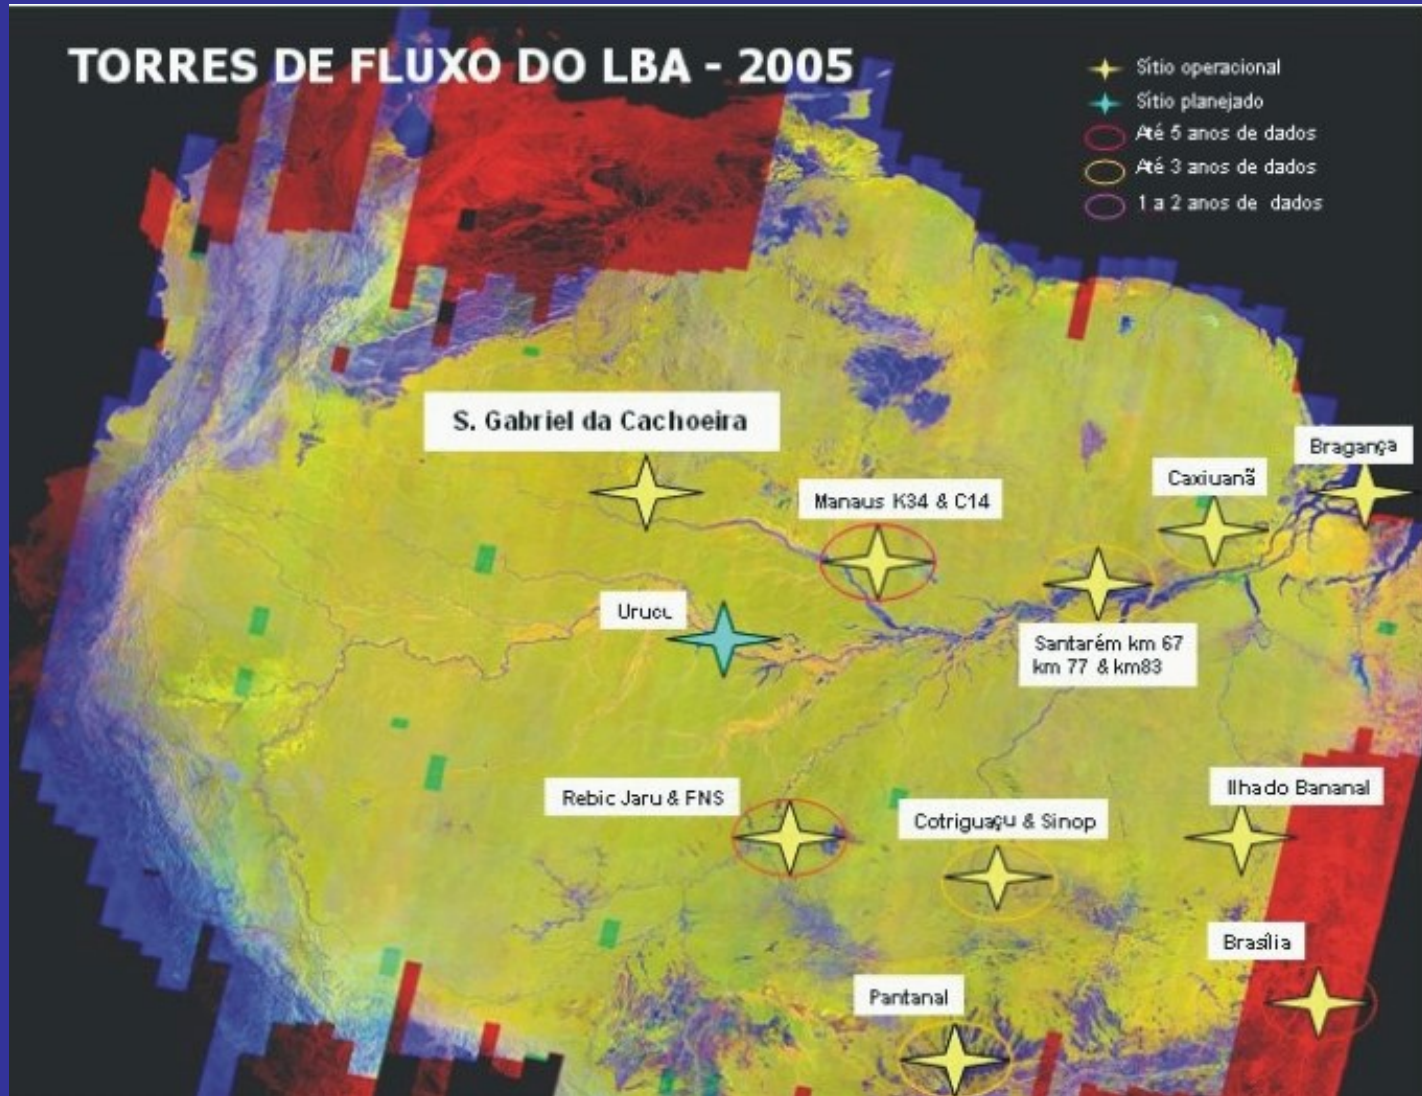 TORRES DE FLUXO DO LBA - 2005
Sítio operacional
Sítio planejado
Até 5 anos de dados
Até 3 anos de dados
1 a 2 anos de dados
S. Gabriel da Cachoeira
Bragança
Caxiuanã
Manaus K34 & C14
Urucu
Santarém km 67
km 77 & km83
Rebio Jaru & FNS
Ilha do Bananal
Cotriguaçu & Sinop
Brasília
Pantanal